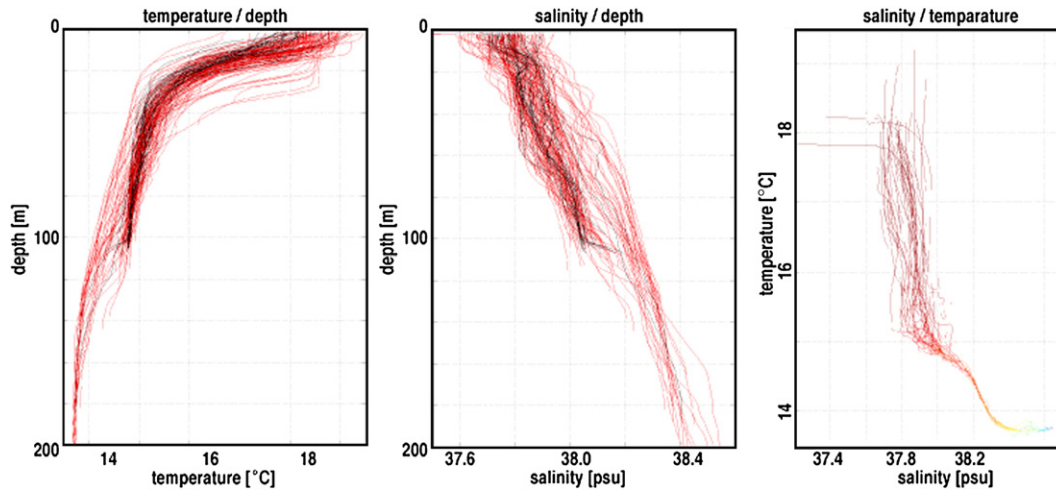 temperature / depth
0
100
200
depth [m]
14 16 18
temperature [°C]
salinity / depth
0
100
200
depth [m]
37.6 38.0 38.4
salinity [psu]
salinity / temparature
18
16
14
temperature [°C]
37.4 37.8 38.2
salinity [psu]